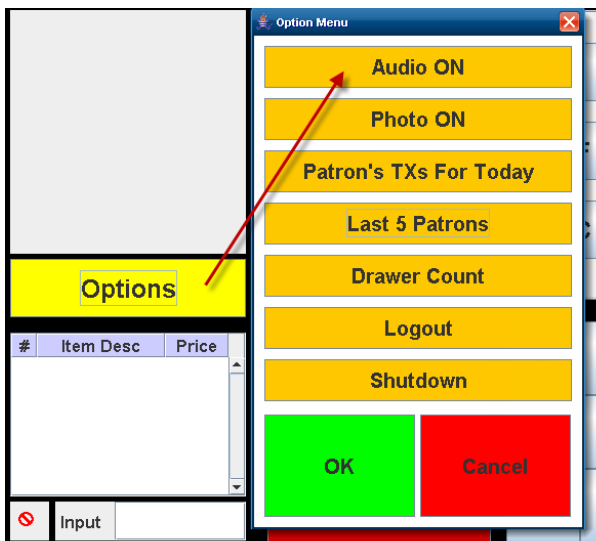 Option Menu
Audio ON
Photo ON
Patron's TXs For Today
Last 5 Patrons
Drawer Count
Logout
Shutdown
OK Cancel
Options
# Item Desc Price
Input